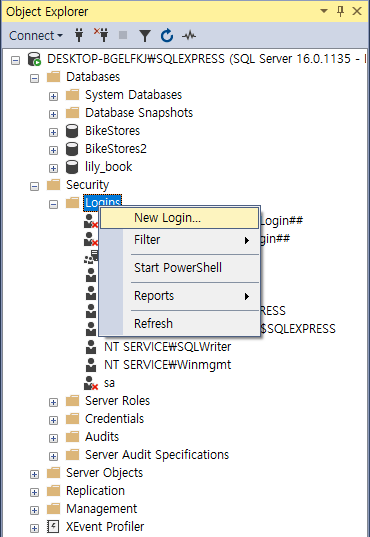 Object Explorer
Connect
DESKTOP-BGELFKJ₩SQLEXPRESS (SQL Server 16.0.1135 -
Databases
System Databases
Database Snapshots
BikeStores
BikeStores2
lily_book
Security
Logins
New Login...
Login##
Filter
gin##
Start PowerShell
Reports
RESS
Refresh
$SQLEXPRESS
NT SERVICE₩SQLWriter
NT SERVICE₩Winmgmt
sa
Server Roles
Credentials
Audits
Server Audit Specifications
Server Objects
Replication
Management
XEvent Profiler